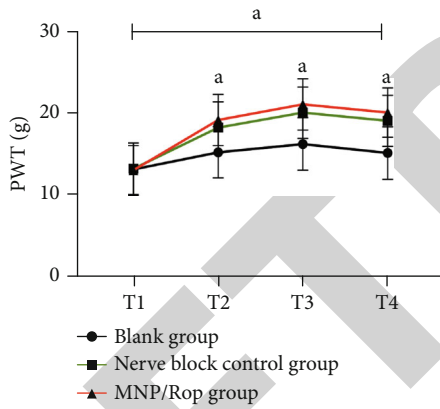 a
30
a
a
a
20
PWT (g)
10
0
T1 T2 T3 T4
Blank group
Nerve block control group
MNP/Rop group